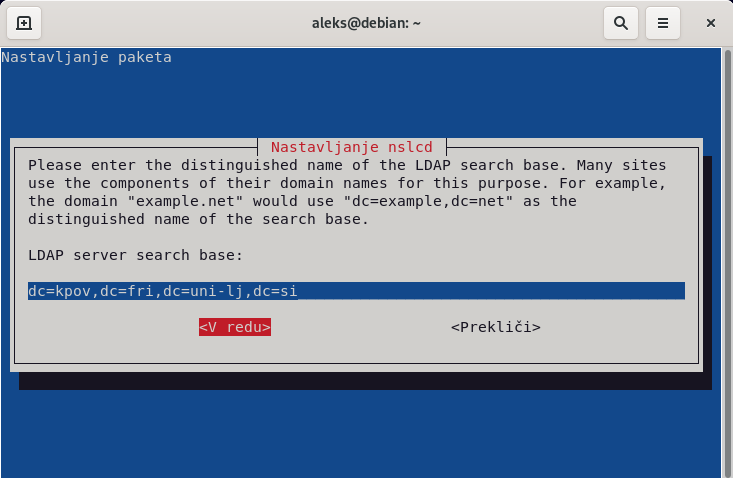 aleks@debian: ~
Nastavljanje paketa
Nastavljanje nslcd
Please enter the distinguished name of the LDAP search base. Many sites
use the components of their domain names for this purpose. For example,
the domain "example.net" would use "dc=example,dc=net" as the
distinguished name of the search base.
LDAP server search base:
dc=kpov,dc=fri,dc=uni-lj,dc=si
<V redu> <Prekliči>